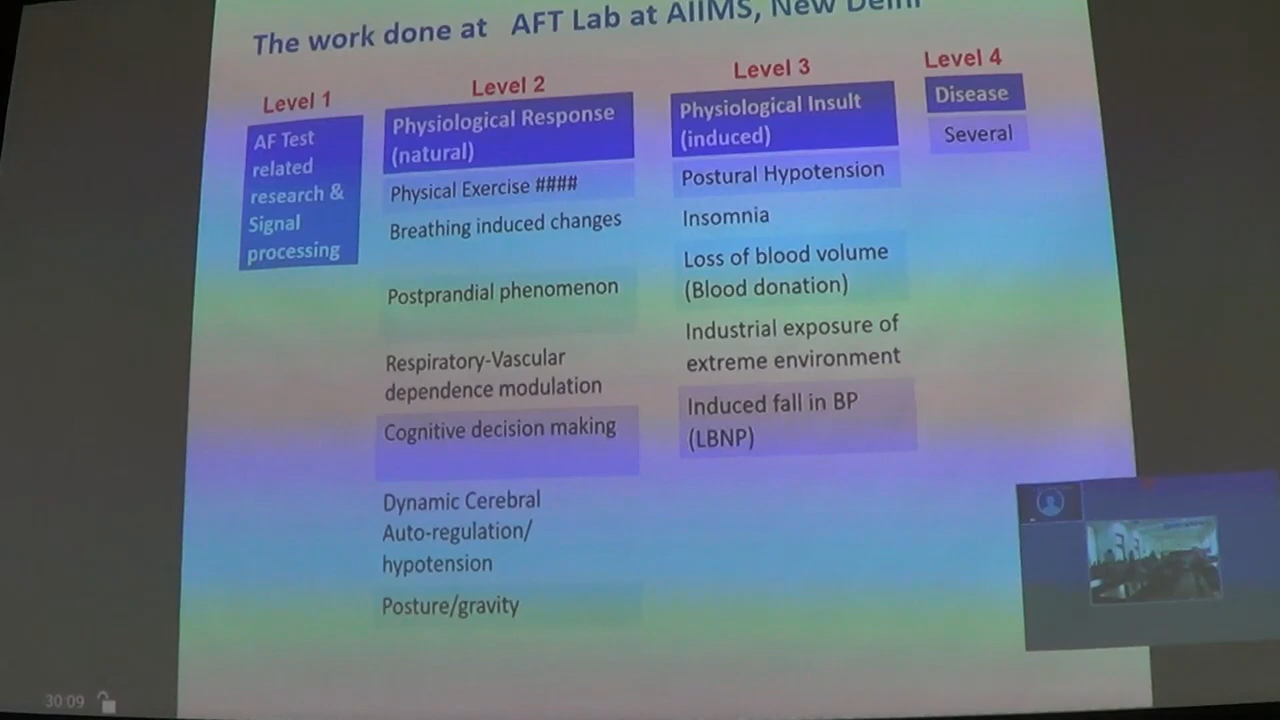 The work done at AFT Lab at AIIMS, New Delhi
Level 1
AF Test
related
research &
Signal
processing
Level 2
Physiological Response
(natural)
Physical Exercise ####
Breathing induced changes
Postprandial phenomenon
Respiratory-Vascular
dependence modulation
Cognitive decision making
Dynamic Cerebral
Auto-regulation/
hypotension
Posture/gravity
Level 3
Physiological Insult
(induced)
Postural Hypotension
Insomnia
Loss of blood volume
(Blood donation)
Industrial exposure of
extreme environment
Induced fall in BP
(LBNP)
Level 4
Disease
Several
30:09